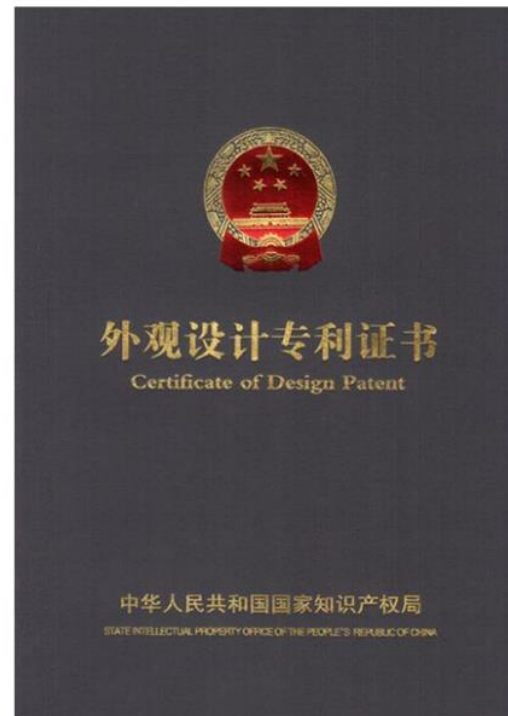 外观设计专利证书
Certificate of Design Patent
中华人民共和国国家知识产权局
STATE INTELLECTUAL PROPERTY OFFICE OF THE PEOPLE'S REPUBLIC OF CHINA